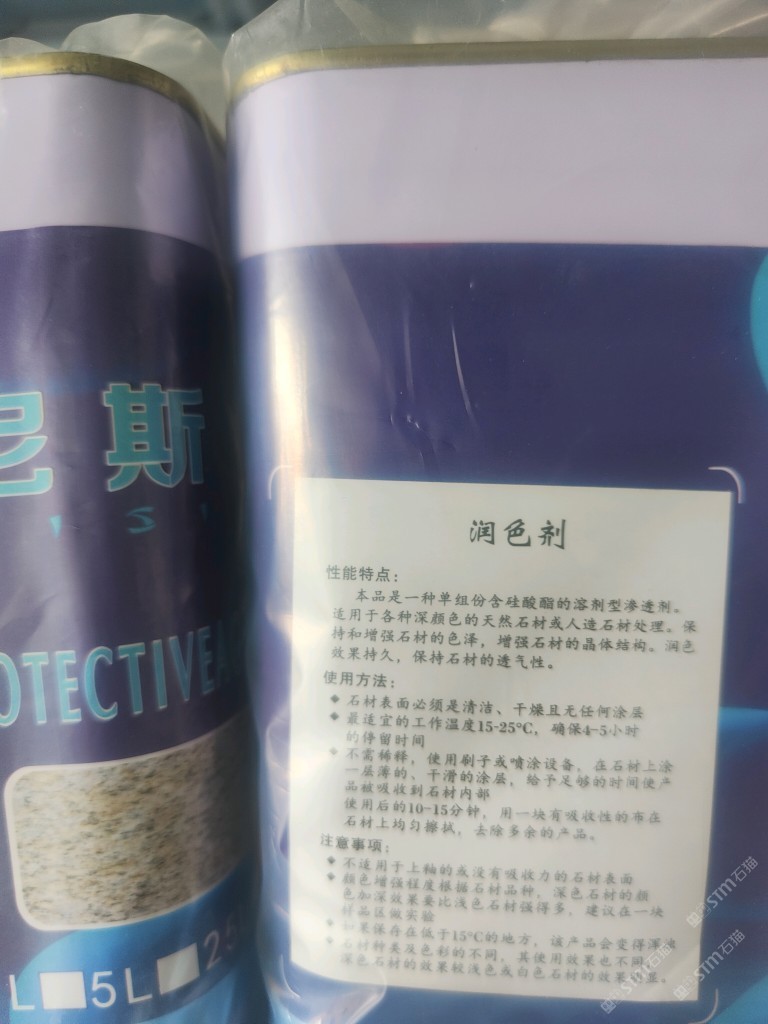 尼斯
S
OTECTIVE
L 5L 25
润色剂
性能特点：
本品是一种单组份含硅酸酯的溶剂型渗透剂。
适用于各种深颜色的天然石材或人造石材处理。保
持和增强石材的色泽，增强石材的晶体结构。润色
效果持久，保持石材的透气性。
使用方法：
◆ 石材表面必须是清洁、干燥且无任何涂层
◆ 最适宜的工作温度15-25°C，确保4-5小时
的停留时间
◆ 不需稀释，使用刷子或喷涂设备，在石材上涂
一层薄的、干滑的涂层，给予足够的时间使产
品被吸收到石材内部
使用后的10-15分钟，用一块有吸收性的布在
石材上均匀擦拭，去除多余的产品。
注意事项：
◆ 不适用于上釉的或没有吸收力的石材表面
◆ 颜色增强程度根据石材品种，深色石材的颜
色加深效果要比浅色石材强得多，建议在一块
样品区做实验
◆ 如果保存在低于15°C的地方，该产品会变得浑浊
◆ 石材种类及色彩的不同，其使用效果也不同，
深色石材的效果较浅色或白色石材的效果明显。
STM石猫
STM石猫
STM石猫